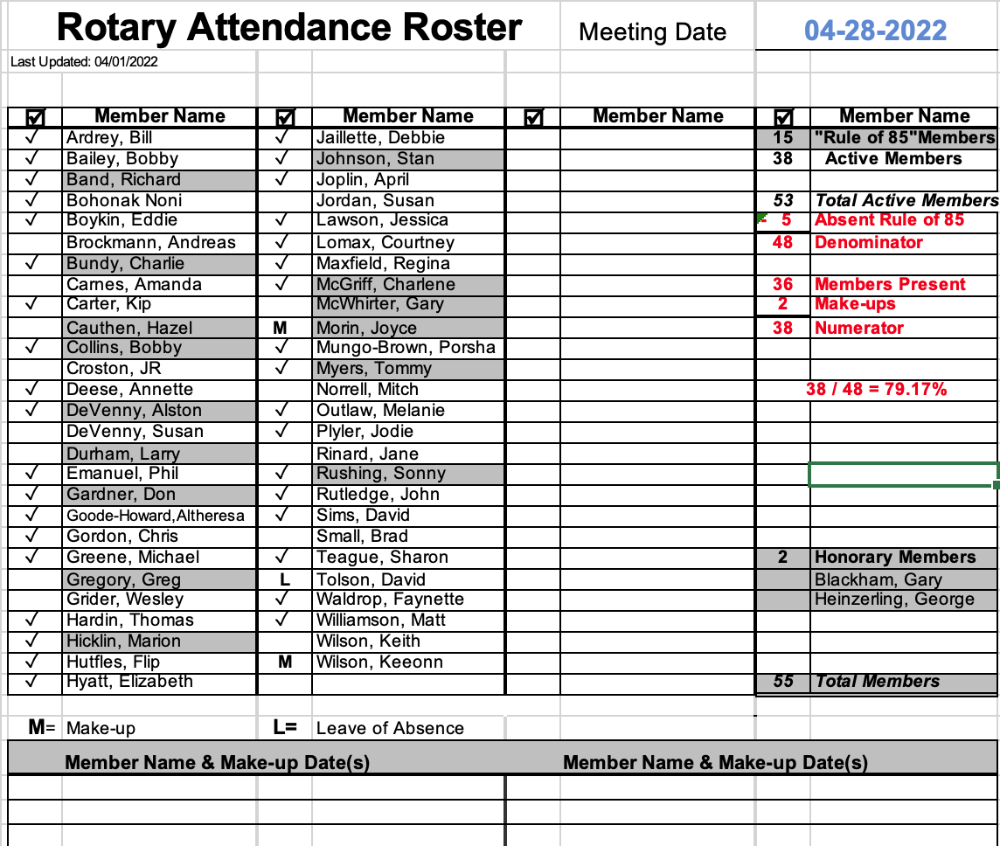 Rotary Attendance Roster Meeting Date 04-28-2022
Last Updated: 04/01/2022
☑ Member Name ☑ Member Name ☑ Member Name ☑ Member Name
✓ Ardrey, Bill ✓ Jaillette, Debbie 15 "Rule of 85"Members
✓ Bailey, Bobby ✓ Johnson, Stan 38 Active Members
✓ Band, Richard ✓ Joplin, April
✓ Bohonak Noni Jordan, Susan 53 Total Active Members
✓ Boykin, Eddie ✓ Lawson, Jessica - 5 Absent Rule of 85
Brockmann, Andreas ✓ Lomax, Courtney 48 Denominator
✓ Bundy, Charlie ✓ Maxfield, Regina
Carnes, Amanda ✓ McGriff, Charlene 36 Members Present
✓ Carter, Kip McWhirter, Gary 2 Make-ups
Cauthen, Hazel M Morin, Joyce 38 Numerator
✓ Collins, Bobby ✓ Mungo-Brown, Porsha
Croston, JR ✓ Myers, Tommy
✓ Deese, Annette Norrell, Mitch 38 / 48 = 79.17%
✓ DeVenny, Alston ✓ Outlaw, Melanie
DeVenny, Susan ✓ Plyler, Jodie
Durham, Larry Rinard, Jane
✓ Emanuel, Phil ✓ Rushing, Sonny
✓ Gardner, Don ✓ Rutledge, John
✓ Goode-Howard,Altheresa ✓ Sims, David
✓ Gordon, Chris Small, Brad
✓ Greene, Michael ✓ Teague, Sharon 2 Honorary Members
Gregory, Greg L Tolson, David Blackham, Gary
Grider, Wesley ✓ Waldrop, Faynette Heinzerling, George
✓ Hardin, Thomas ✓ Williamson, Matt
✓ Hicklin, Marion Wilson, Keith
✓ Hutfles, Flip M Wilson, Keeonn
✓ Hyatt, Elizabeth 55 Total Members
M= Make-up L= Leave of Absence
Member Name & Make-up Date(s) Member Name & Make-up Date(s)